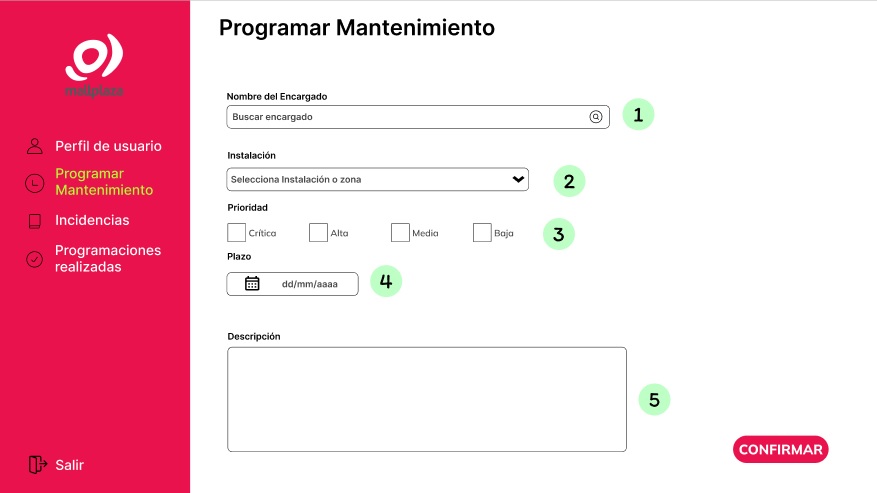 mallplaza
Perfil de usuario
Programar
Mantenimiento
Incidencias
Programaciones
realizadas
Salir
Programar Mantenimiento
Nombre del Encargado
Buscar encargado
1
Instalación
Selecciona Instalación o zona
2
Prioridad
Crítica Alta Media Baja
3
Plazo
dd/mm/aaaa
4
Descripción
5
CONFIRMAR